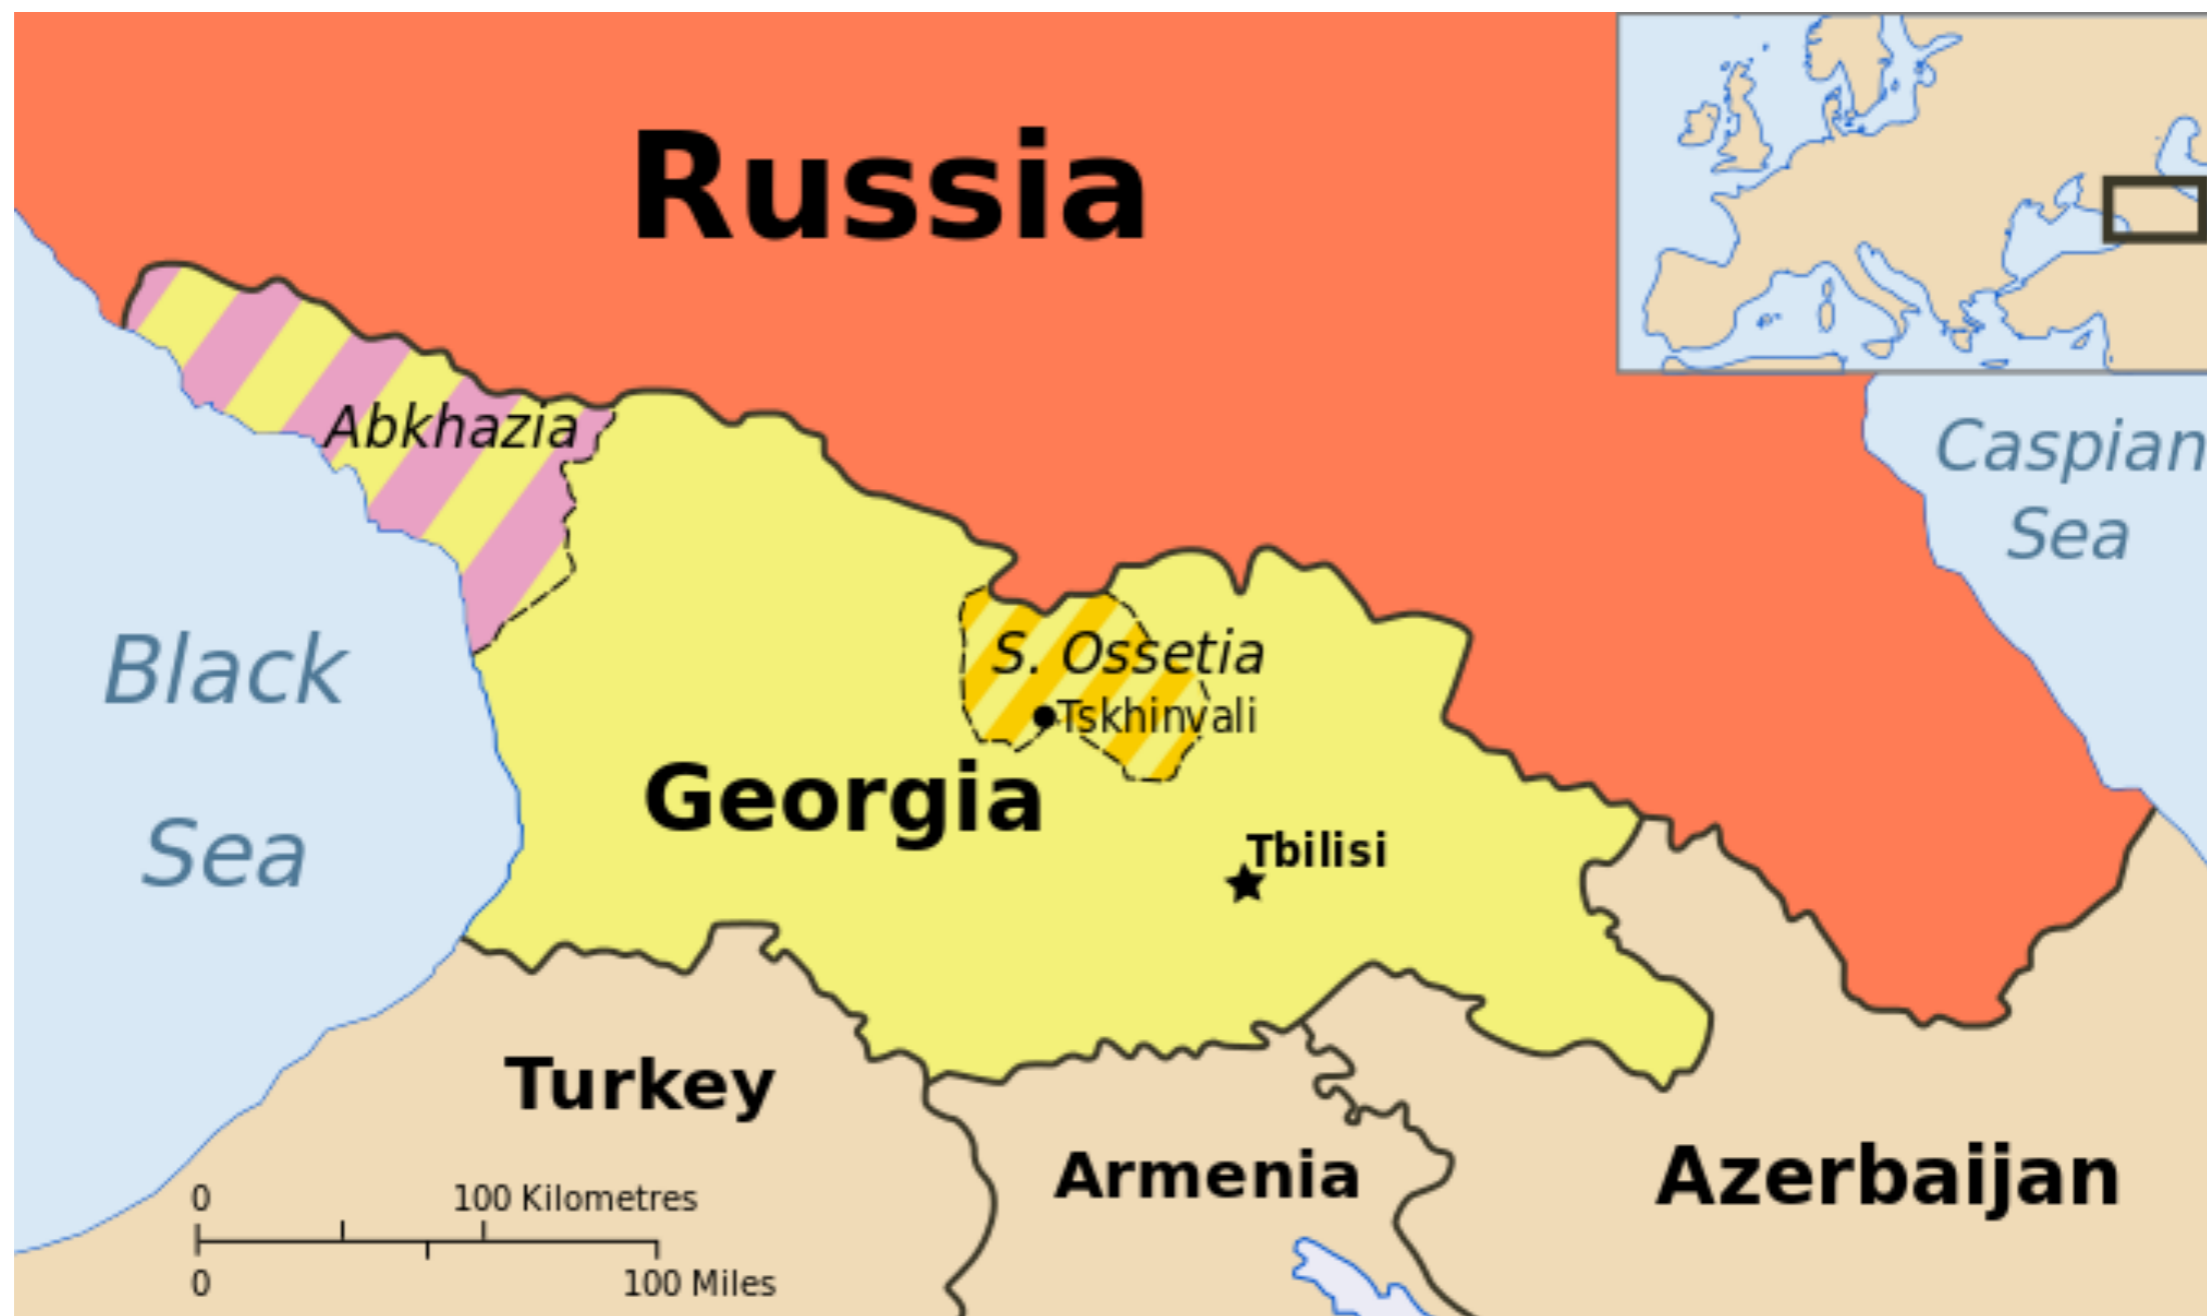 Russia
Abkhazia
Caspian
Sea
Black
Sea
S. Ossetia
Tskhinvali
Georgia
Tbilisi
Turkey
Armenia
Azerbaijan
0 100 Kilometres
0 100 Miles